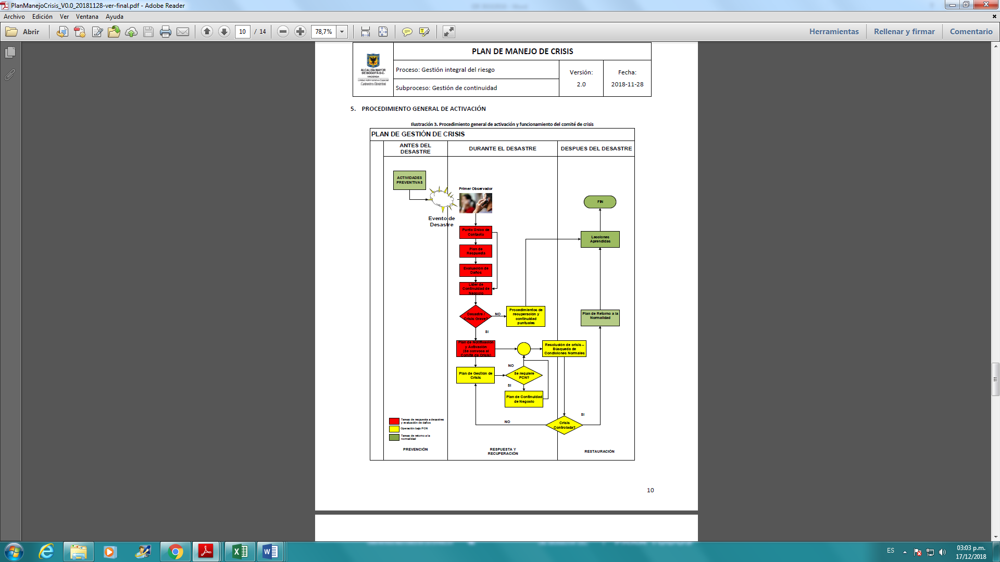 PlanManejoCrisis_V0.0_20181128-ver-final.pdf - Adobe Reader
Archivo Edición Ver Ventana Ayuda
Abrir 10 / 14 78,7% Herramientas Rellenar y firmar Comentario
ALCALDÍA MAYOR
DE BOGOTÁ D.C.
HACIENDA
Unidad Administrativa Especial
Catastro Distrital
PLAN DE MANEJO DE CRISIS
Proceso: Gestión integral del riesgo
Subproceso: Gestión de continuidad
Versión:
2.0
Fecha:
2018-11-28
5. PROCEDIMIENTO GENERAL DE ACTIVACIÓN
Ilustración 3. Procedimiento general de activación y funcionamiento del comité de crisis
PLAN DE GESTIÓN DE CRISIS
ANTES DEL
DESASTRE
DURANTE EL DESASTRE
DESPUES DEL DESASTRE
ACTIVIDADES
PREVENTIVAS
Evento de
Desastre
Primer Observador
Punto Único de
Contacto
Plan de
Respuesta
Evaluación de
Daños
Líder de
Continuidad de
Negocio
Desastre /
Crisis Grave?
NO
SI
Procedimientos de
recuperación y
continuidad
puntuales
Plan de Notificación
y Activación
(Se convoca al
Comité de Crisis)
Resolución de crisis –
Búsqueda de
Condiciones Normales
Plan de Gestión de
Crisis
NO
Se requiere
PCN?
SI
Plan de Continuidad
de Negocio
NO
Crisis
Controlada?
SI
FIN
Lecciones
Aprendidas
Plan de Retorno a la
Normalidad
Tareas de respuesta a desastres
y evaluación de daños
Operación bajo PCN
Tareas de retorno a la
normalidad
PREVENCIÓN
RESPUESTA Y
RECUPERACIÓN
RESTAURACIÓN
10
ES
03:03 p.m.
17/12/2018